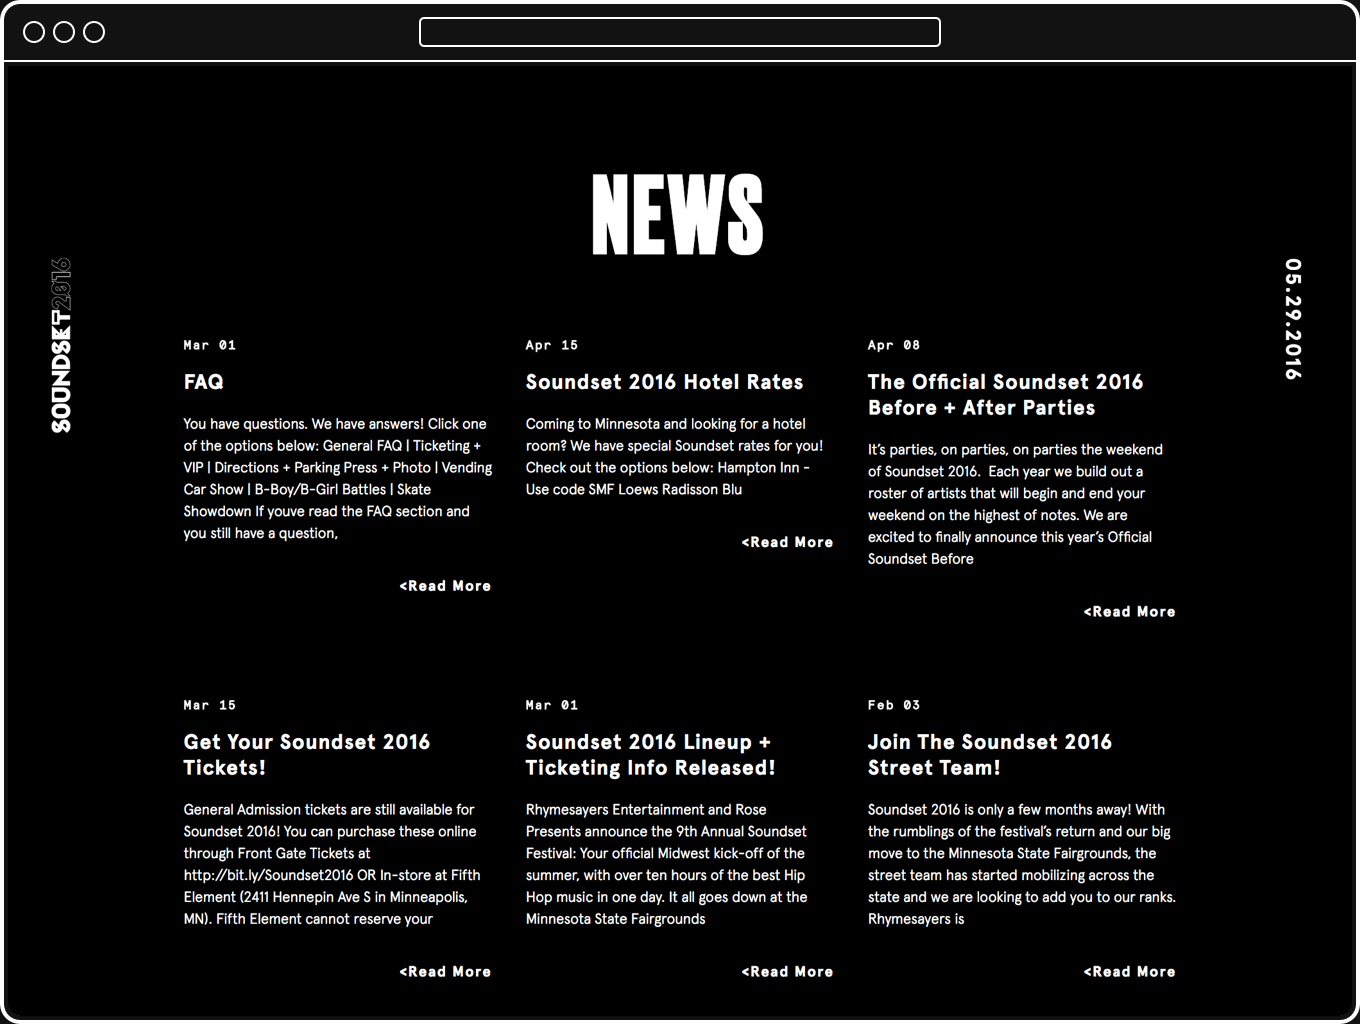 NEWS
SOUNDSET2016
05.29.2016
Mar 01
FAQ
You have questions. We have answers! Click one
of the options below: General FAQ | Ticketing +
VIP | Directions + Parking Press + Photo | Vending
Car Show | B-Boy/B-Girl Battles | Skate
Showdown If youve read the FAQ section and
you still have a question,
<Read More
Apr 15
Soundset 2016 Hotel Rates
Coming to Minnesota and looking for a hotel
room? We have special Soundset rates for you!
Check out the options below: Hampton Inn -
Use code SMF Loews Radisson Blu
<Read More
Apr 08
The Official Soundset 2016
Before + After Parties
It’s parties, on parties, on parties the weekend
of Soundset 2016.  Each year we build out a
roster of artists that will begin and end your
weekend on the highest of notes. We are
excited to finally announce this year’s Official
Soundset Before
<Read More
Mar 15
Get Your Soundset 2016
Tickets!
General Admission tickets are still available for
Soundset 2016! You can purchase these online
through Front Gate Tickets at
http://bit.ly/Soundset2016 OR In-store at Fifth
Element (2411 Hennepin Ave S in Minneapolis,
MN). Fifth Element cannot reserve your
<Read More
Mar 01
Soundset 2016 Lineup +
Ticketing Info Released!
Rhymesayers Entertainment and Rose
Presents announce the 9th Annual Soundset
Festival: Your official Midwest kick-off of the
summer, with over ten hours of the best Hip
Hop music in one day. It all goes down at the
Minnesota State Fairgrounds
<Read More
Feb 03
Join The Soundset 2016
Street Team!
Soundset 2016 is only a few months away! With
the rumblings of the festival’s return and our big
move to the Minnesota State Fairgrounds, the
street team has started mobilizing across the
state and we are looking to add you to our ranks.
Rhymesayers is
<Read More